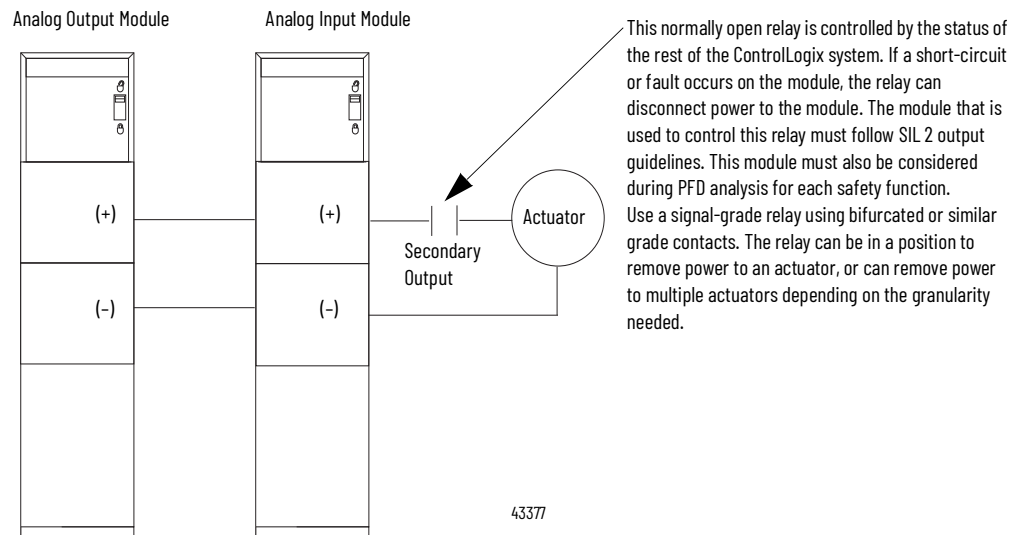 Analog Output Module
Analog Input Module
This normally open relay is controlled by the status of
the rest of the ControlLogix system. If a short-circuit
or fault occurs on the module, the relay can
disconnect power to the module. The module that is
used to control this relay must follow SIL 2 output
guidelines. This module must also be considered
during PFD analysis for each safety function.
Use a signal-grade relay using bifurcated or similar
grade contacts. The relay can be in a position to
remove power to an actuator, or can remove power
to multiple actuators depending on the granularity
needed.
(+)
(+)
Actuator
Secondary
Output
(-)
(-)
43377